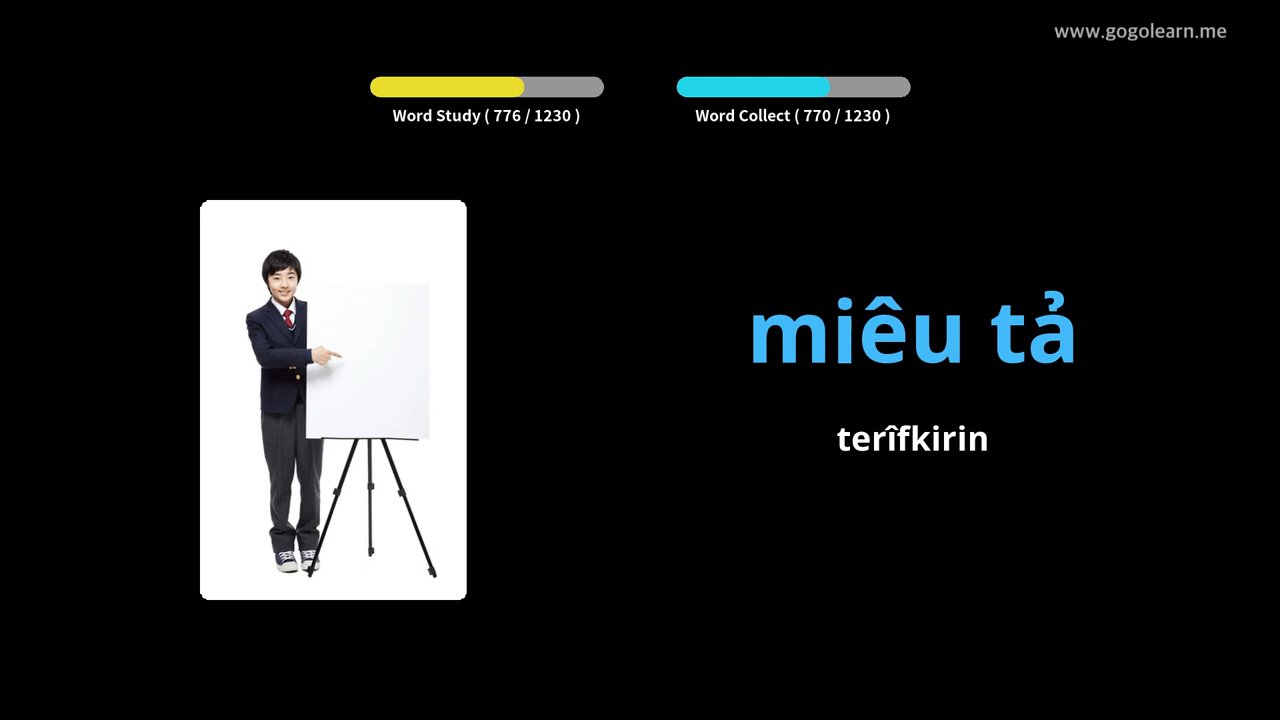 www.gogolearn.me
Word Study ( 776 / 1230 )
Word Collect ( 770 / 1230 )
miêu tả
terîfkirin